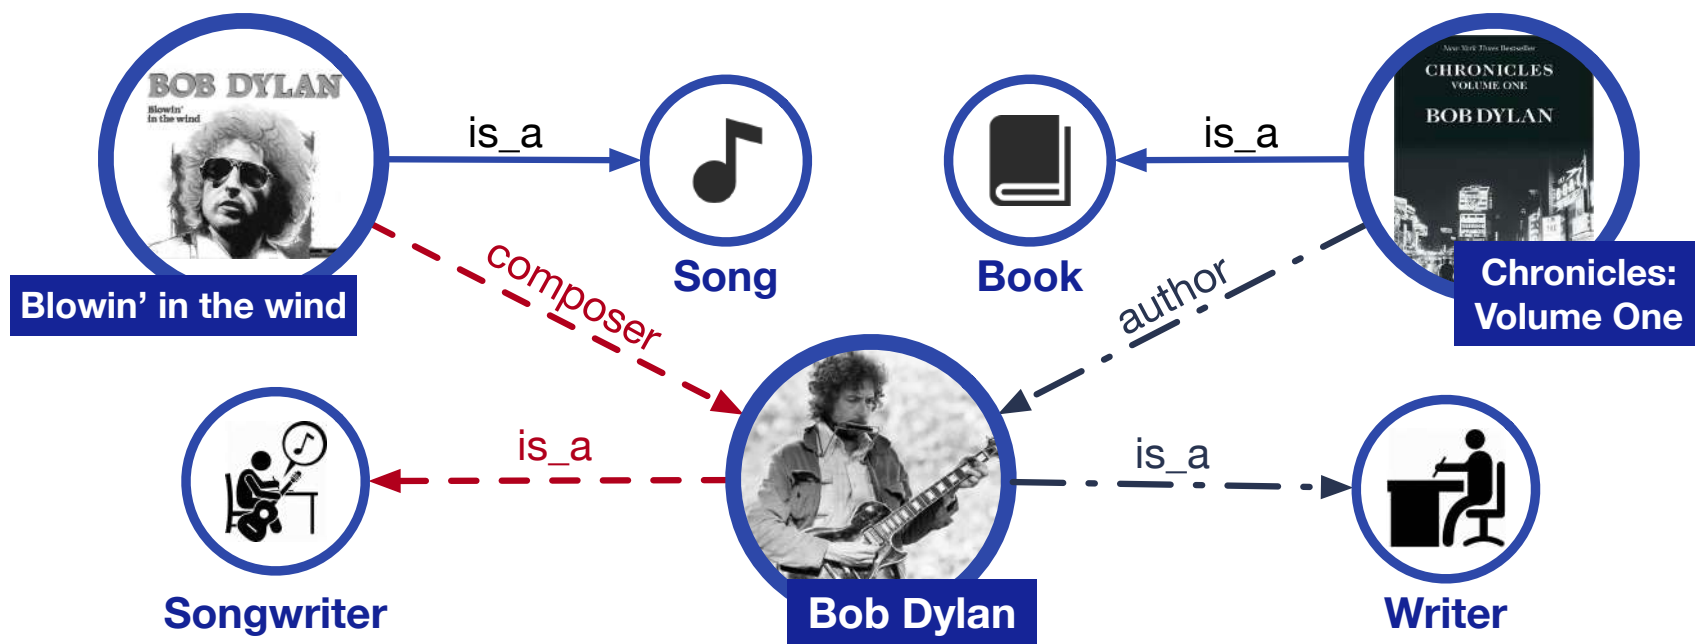 BOB DYLAN
Blowin'
in the wind
Blowin’ in the wind
is_a
Song
is_a
Book
New York Times Bestseller
CHRONICLES
VOLUME ONE
BOB DYLAN
Chronicles:
Volume One
composer
author
is_a
Songwriter
Bob Dylan
is_a
Writer